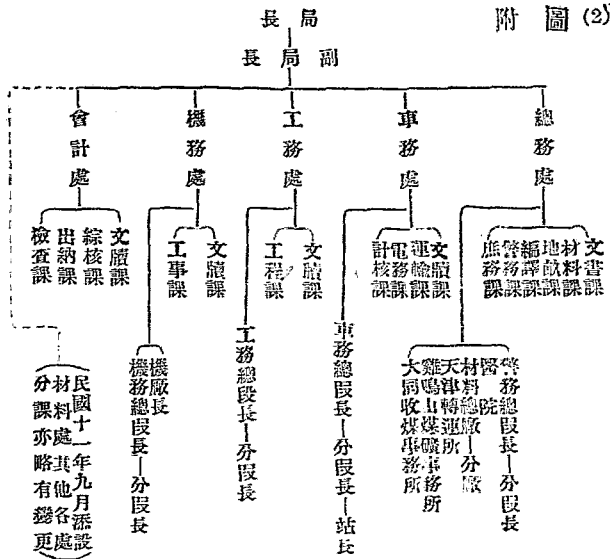 附圖 (2)
局長
副局長
總務處
車務處
工務處
機務處
會計處
文書課
材料課
地畝課
編譯課
警務課
庶務課
文牘課
運輸課
電務課
計核課
文牘課
工程課
文牘課
工事課
文牘課
綜核課
出納課
檢查課
警務總段長—分段長
醫院
材料總廠—分廠
天津轉運所
雞鳴山煤礦事務所
大同收煤事務所
車務總段長—分段長—站長
工務總段長—分段長
機廠長
機務總段長—分段長
民國十一年九月添設
材料處其他各處
分課亦略有變更